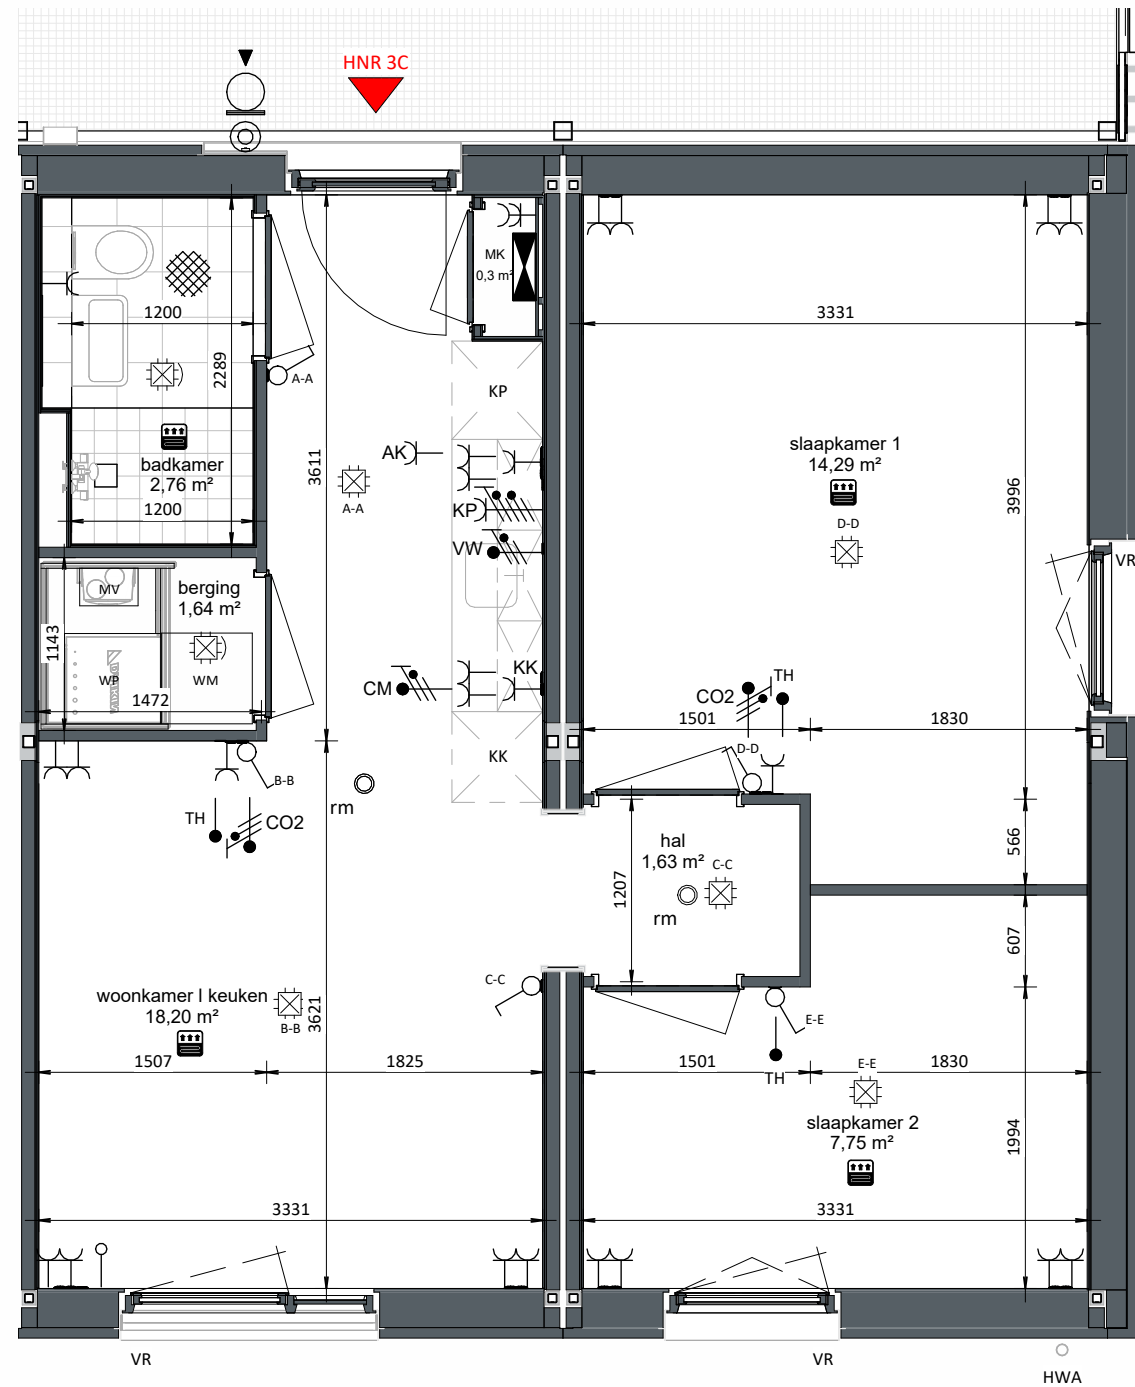 HNR 3C
MK
0,3 m²
1200
3331
2289
A-A
KP
3611
AK
A-A
slaapkamer 1
14,29 m²
badkamer
2,76 m²
3996
1200
KP
D-D
VW
VR
MV
berging
1,64 m²
1143
WP
WM
CM
KK
TH
CO2
1472
1501
1830
KK
D-D
B-B
rm
TH
CO2
hal
1,63 m²
C-C
566
1207
rm
607
C-C
woonkamer I keuken
18,20 m²
B-B
3621
E-E
1507
1825
1501
1830
TH
E-E
slaapkamer 2
7,75 m²
1994
3331
3331
VR
VR
HWA